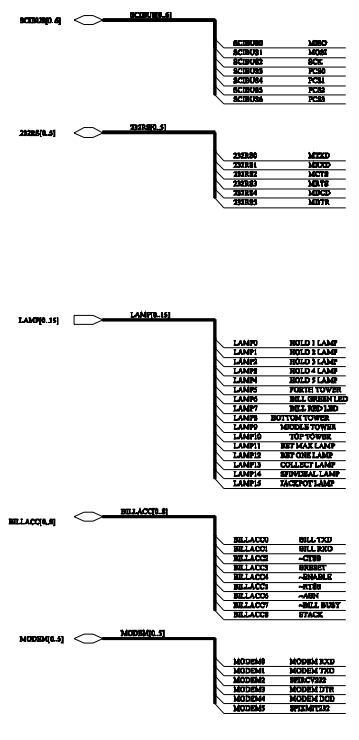 SCIBUS[0..6] SCIBUS[0..6]
SCIBUS0 MISO
SCIBUS1 MOSI
SCIBUS2 SCK
SCIBUS3 PCS0
SCIBUS4 PCS1
SCIBUS5 PCS2
SCIBUS6 PCS3
232RS[0..5] 232RS[0..5]
232RS0 MTXD
232RS1 MRXD
232RS2 MCTS
232RS3 MRTS
232RS4 MDCD
232RS5 MDTR
LAMP[0..15] LAMP[0..15]
LAMP0 HOLD 1 LAMP
LAMP1 HOLD 2 LAMP
LAMP2 HOLD 3 LAMP
LAMP3 HOLD 4 LAMP
LAMP4 HOLD 5 LAMP
LAMP5 FORTH TOWER
LAMP6 BILL GREEN LED
LAMP7 BILL RED LED
LAMP8 BOTTOM TOWER
LAMP9 MIDDLE TOWER
LAMP10 TOP TOWER
LAMP11 BET MAX LAMP
LAMP12 BET ONE LAMP
LAMP13 COLLECT LAMP
LAMP14 SPIN/DEAL LAMP
LAMP15 JACKPOT LAMP
BILLACC[0..8] BILLACC[0..8]
BILLACC0 BILL TXD
BILLACC1 BILL RXD
BILLACC2
BILLACC3 BRESET
BILLACC4 ~ENABLE
BILLACC5
BILLACC6
BILLACC7 ~BILL BUSY
BILLACC8 STACK
MODEM[0..5] MODEM[0..5]
MODEM0 MODEM RXD
MODEM1 MODEM TXD
MODEM2 SPIRCV232
MODEM3 MODEM DTR
MODEM4 MODEM DCD
MODEM5 SPIXMIT232